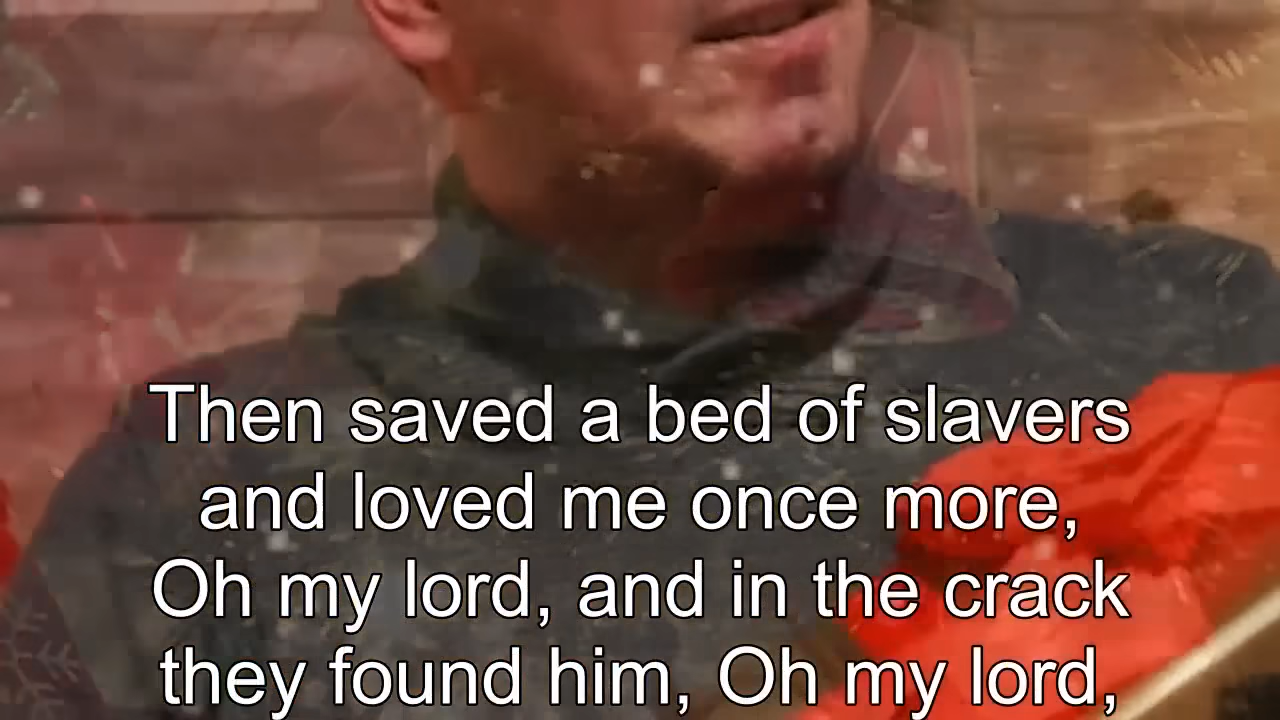 Then saved a bed of slavers
and loved me once more,
Oh my lord, and in the crack
they found him, Oh my lord,